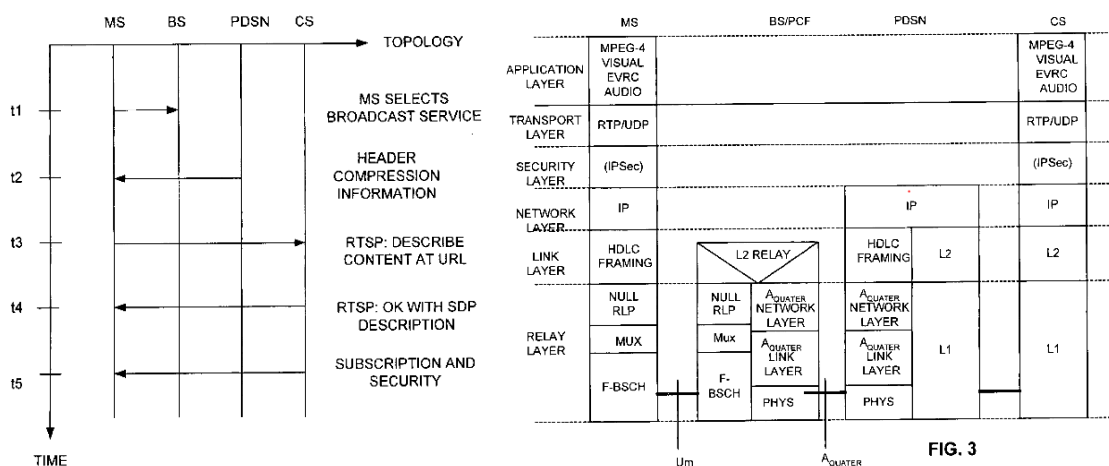 MS BS PDSN CS
TOPOLOGY
t1
MS SELECTS
BROADCAST SERVICE
t2
HEADER
COMPRESSION
INFORMATION
t3
RTSP: DESCRIBE
CONTENT AT URL
t4
RTSP: OK WITH SDP
DESCRIPTION
t5
SUBSCRIPTION AND
SECURITY
TIME
MS BS/PCF PDSN CS
APPLICATION
LAYER
MPEG-4
VISUAL
EVRC
AUDIO
MPEG-4
VISUAL
EVRC
AUDIO
TRANSPORT
LAYER
RTP/UDP
RTP/UDP
SECURITY
LAYER
(IPSec)
(IPSec)
NETWORK
LAYER
IP
IP
IP
LINK
LAYER
HDLC
FRAMING
L2 RELAY
HDLC
FRAMING
L2
L2
RELAY
LAYER
NULL
RLP
MUX
F-BSCH
NULL
RLP
Mux
F-
BSCH
AQUATER
NETWORK
LAYER
AQUATER
LINK
LAYER
PHYS
AQUATER
NETWORK
LAYER
AQUATER
LINK
LAYER
PHYS
L1
L1
Um
AQUATER
FIG. 3